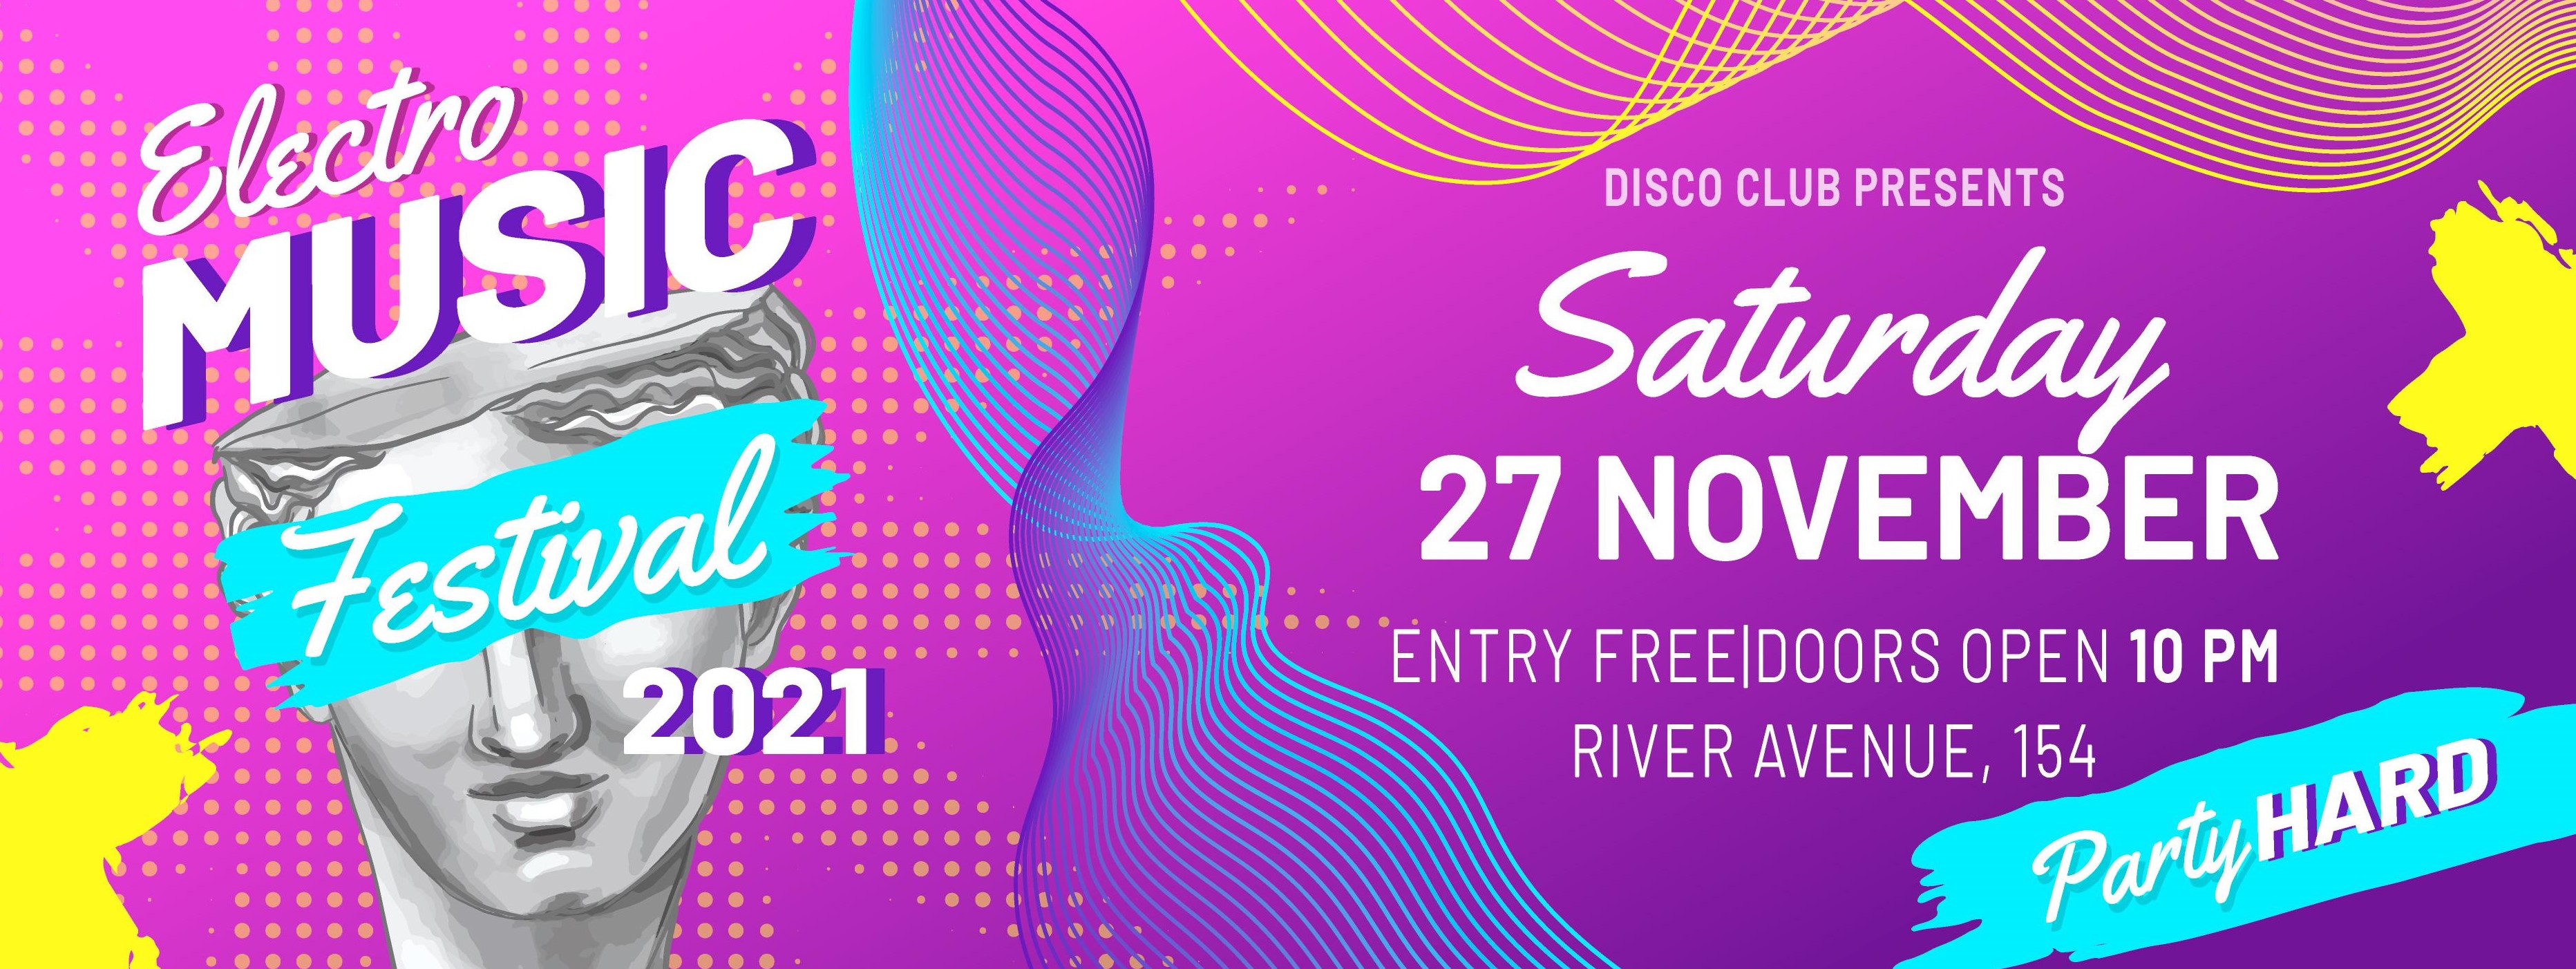 Electro
MUSIC
Festival
2021
DISCO CLUB PRESENTS
Saturday
27 NOVEMBER
ENTRY FREE|DOORS OPEN 10 PM
RIVER AVENUE, 154
Party HARD